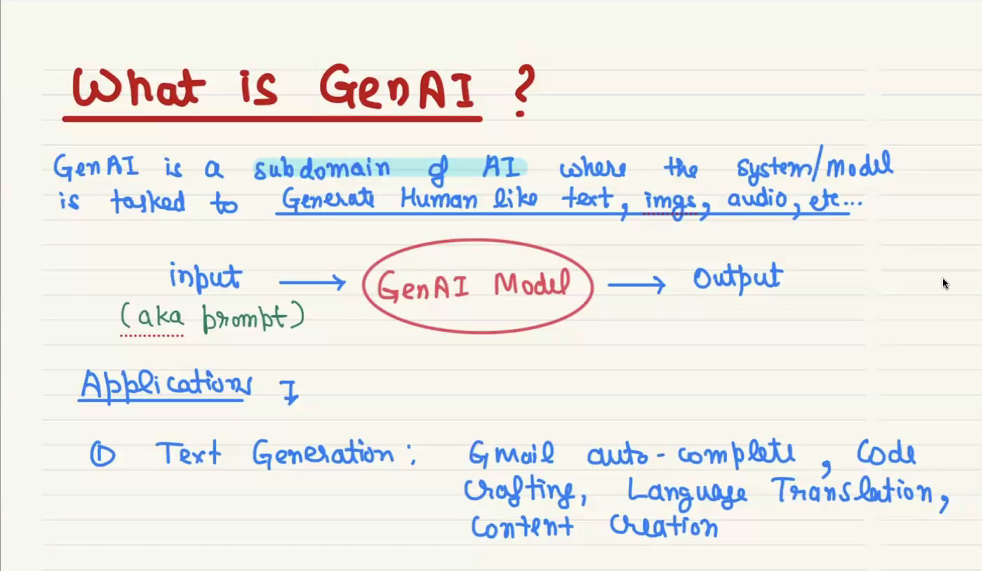 What is GenAI ?
GenAI is a subdomain of AI where the system/Model
is tasked to Generate Human like text, imgs, audio, etc...
input → GenAI Model → Output
(aka prompt)
Applications :
① Text Generation : Gmail auto-complete, Code
Crafting, Language Translation,
Content Creation